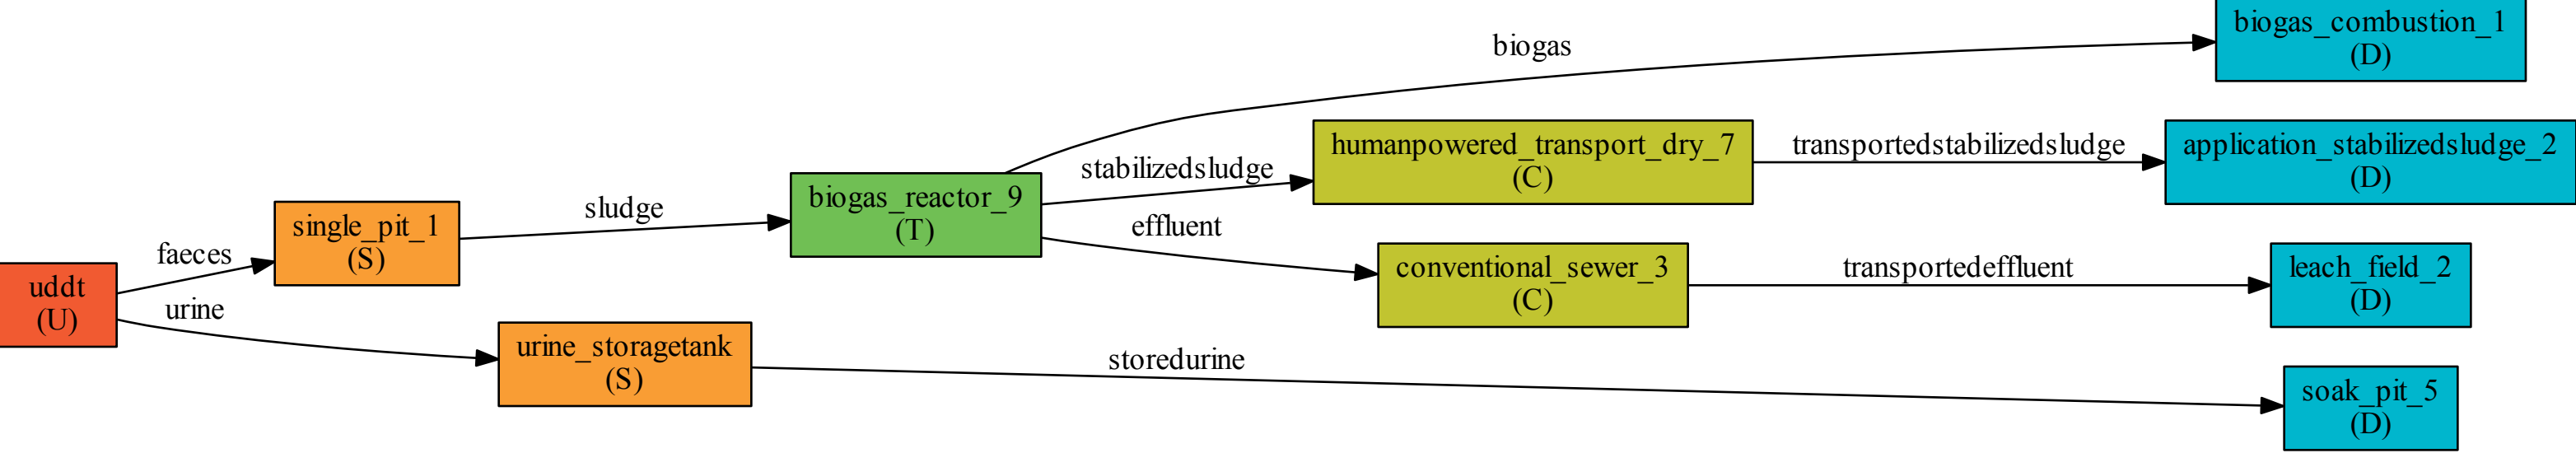 uddt
(U)
faeces
urine
single_pit_1
(S)
urine_storagetank
(S)
sludge
storedurine
biogas_reactor_9
(T)
biogas
stabilizedsludge
effluent
humanpowered_transport_dry_7
(C)
conventional_sewer_3
(C)
transportedstabilizedsludge
transportedeffluent
biogas_combustion_1
(D)
application_stabilizedsludge_2
(D)
leach_field_2
(D)
soak_pit_5
(D)